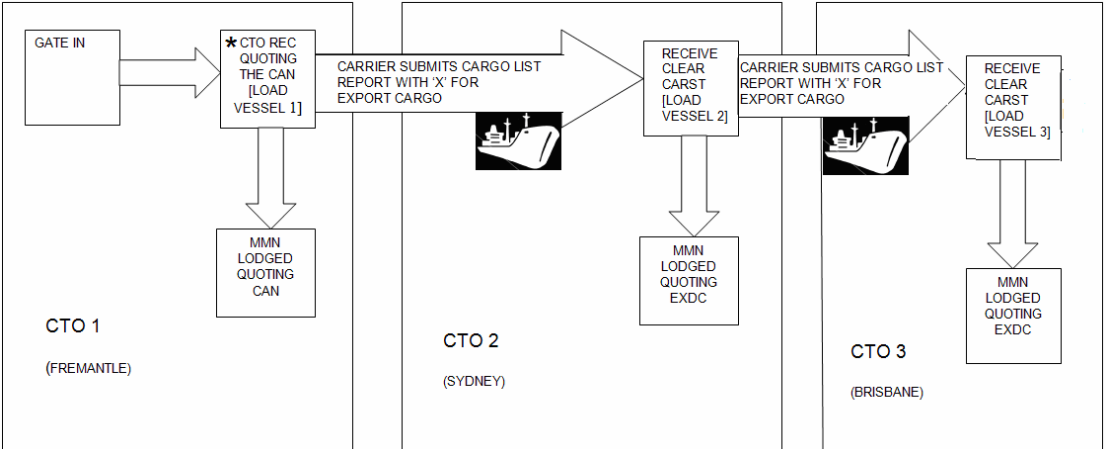 GATE IN
* CTO REC
QUOTING
THE CAN
[LOAD
VESSEL 1]
CARRIER SUBMITS CARGO LIST
REPORT WITH ‘X’ FOR
EXPORT CARGO
RECEIVE
CLEAR
CARST
[LOAD
VESSEL 2]
CARRIER SUBMITS CARGO LIST
REPORT WITH ‘X’ FOR
EXPORT CARGO
RECEIVE
CLEAR
CARST
[LOAD
VESSEL 3]
MMN
LODGED
QUOTING
CAN
MMN
LODGED
QUOTING
EXDC
MMN
LODGED
QUOTING
EXDC
CTO 1
(FREMANTLE)
CTO 2
(SYDNEY)
CTO 3
(BRISBANE)